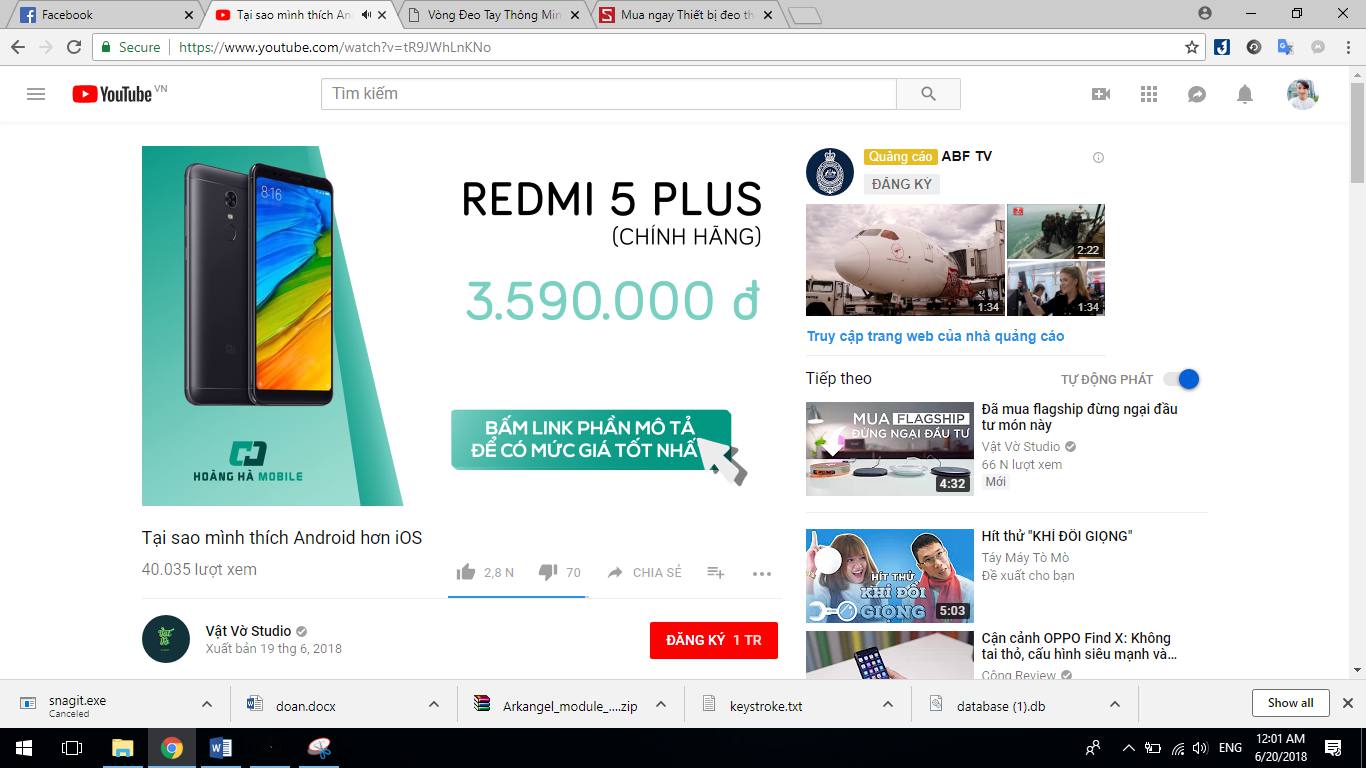 Facebook
Tại sao mình thích An
Vòng Đeo Tay Thông Min
Mua ngay Thiết bị đeo th
Secure
https://www.youtube.com/watch?v=tR9JWhLnKNo
YouTube VN
Tìm kiếm
8:16
REDMI 5 PLUS
(CHÍNH HÃNG)
3.590.000 đ
BẤM LINK PHẦN MÔ TẢ
ĐỂ CÓ MỨC GIÁ TỐT NHẤ
HOÀNG HÀ MOBILE
Tại sao mình thích Android hơn iOS
40.035 lượt xem
2,8 N
70
CHIA SẺ
Vật Vờ Studio
Xuất bản 19 thg 6, 2018
ĐĂNG KÝ 1 TR
Quảng cáo ABF TV
ĐĂNG KÝ
2:22
1:34
1:34
Truy cập trang web của nhà quảng cáo
Tiếp theo
TỰ ĐỘNG PHÁT
MUA FLAGSHIP
ĐỪNG NGẠI ĐẦU TƯ
4:32
Đã mua flagship đừng ngại đầu
tư món này
Vật Vờ Studio
66 N lượt xem
Mới
HÍT THỬ
KHÍ ĐỔI
GIỌNG
5:03
Hít thử "KHÍ ĐỔI GIỌNG"
Táy Máy Tò Mò
Đề xuất cho bạn
Cận cảnh OPPO Find X: Không
tai thỏ, cấu hình siêu mạnh và...
Công Review
snagit.exe
Canceled
doan.docx
Arkangel_module_....zip
keystroke.txt
database (1).db
Show all
ENG
12:01 AM
6/20/2018